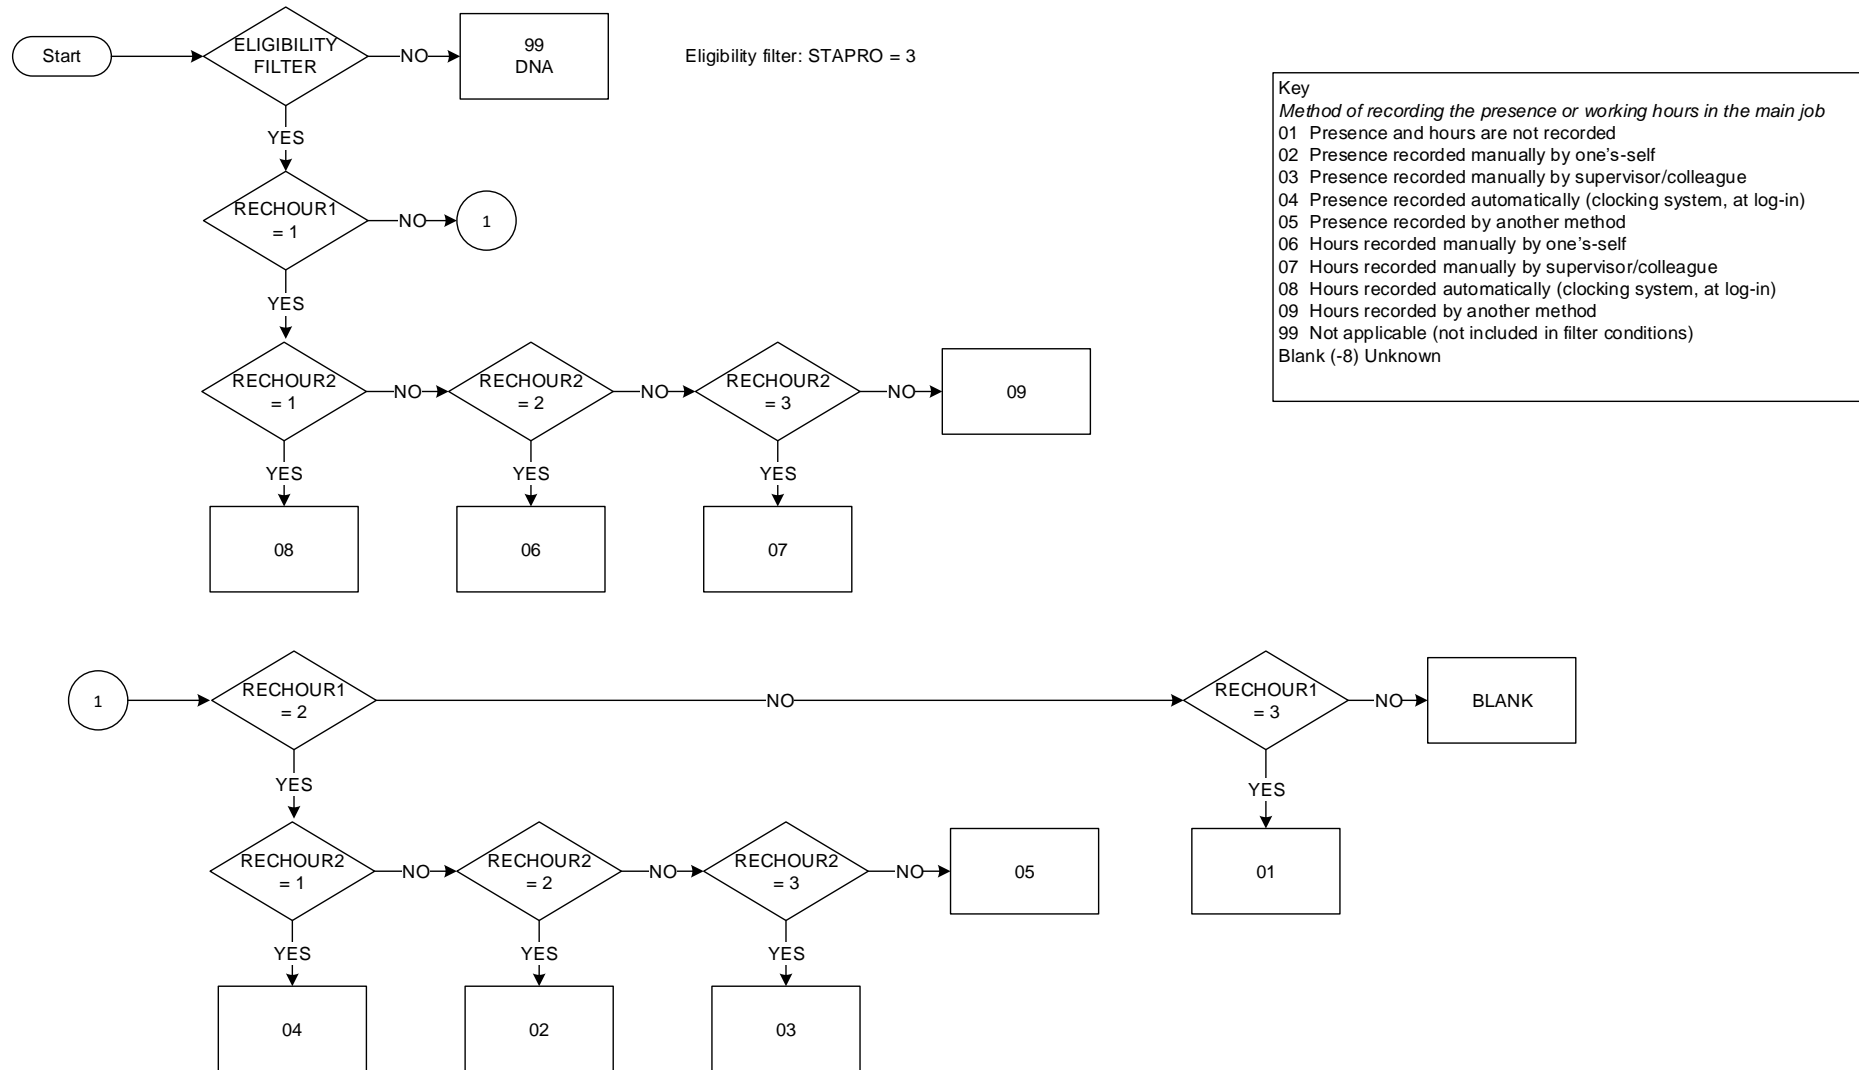 Start
ELIGIBILITY
FILTER
NO
99
DNA
Eligibility filter: STAPRO = 3
YES
Key
Method of recording the presence or working hours in the main job
01 Presence and hours are not recorded
02 Presence recorded manually by one's-self
03 Presence recorded manually by supervisor/colleague
04 Presence recorded automatically (clocking system, at log-in)
05 Presence recorded by another method
06 Hours recorded manually by one's-self
07 Hours recorded manually by supervisor/colleague
08 Hours recorded automatically (clocking system, at log-in)
09 Hours recorded by another method
99 Not applicable (not included in filter conditions)
Blank (-8) Unknown
RECHOUR1
= 1
NO
1
YES
RECHOUR2
= 1
NO
RECHOUR2
= 2
NO
RECHOUR2
= 3
NO
09
YES
YES
YES
08
06
07
1
RECHOUR1
= 2
NO
RECHOUR1
= 3
NO
BLANK
YES
YES
RECHOUR2
= 1
NO
RECHOUR2
= 2
NO
RECHOUR2
= 3
NO
05
01
YES
YES
YES
04
02
03